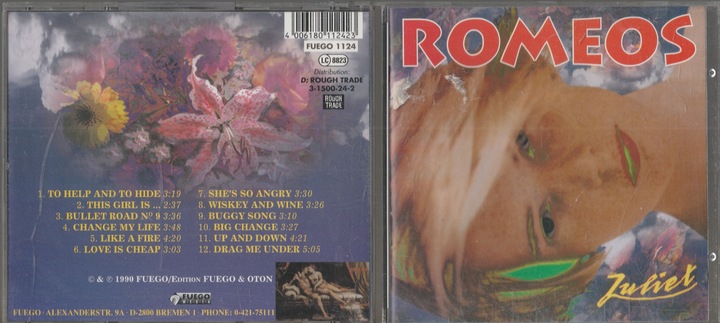 4 006180 112423
FUEGO 1124
LC 8823
Distribution:
D: ROUGH TRADE
3-1500-24-2
ROUGH
TRADE
1. TO HELP AND TO HIDE 3:19
2. THIS GIRL IS ... 2:37
3. BULLET ROAD Nº 9 3:36
4. CHANGE MY LIFE 3:48
5. LIKE A FIRE 4:20
6. LOVE IS CHEAP 3:03
7. SHE'S SO ANGRY 3:30
8. WISKEY AND WINE 3:26
9. BUGGY SONG 3:10
10. BIG CHANGE 3:27
11. UP AND DOWN 4:21
12. DRAG ME UNDER 5:05
© & ℗ 1990 FUEGO/EDITION FUEGO & OTON
FUEGO
FUEGO · ALEXANDERSTR. 9A · D-2800 BREMEN 1 · PHONE: 0-421-75111
ROMEOS
Juliet